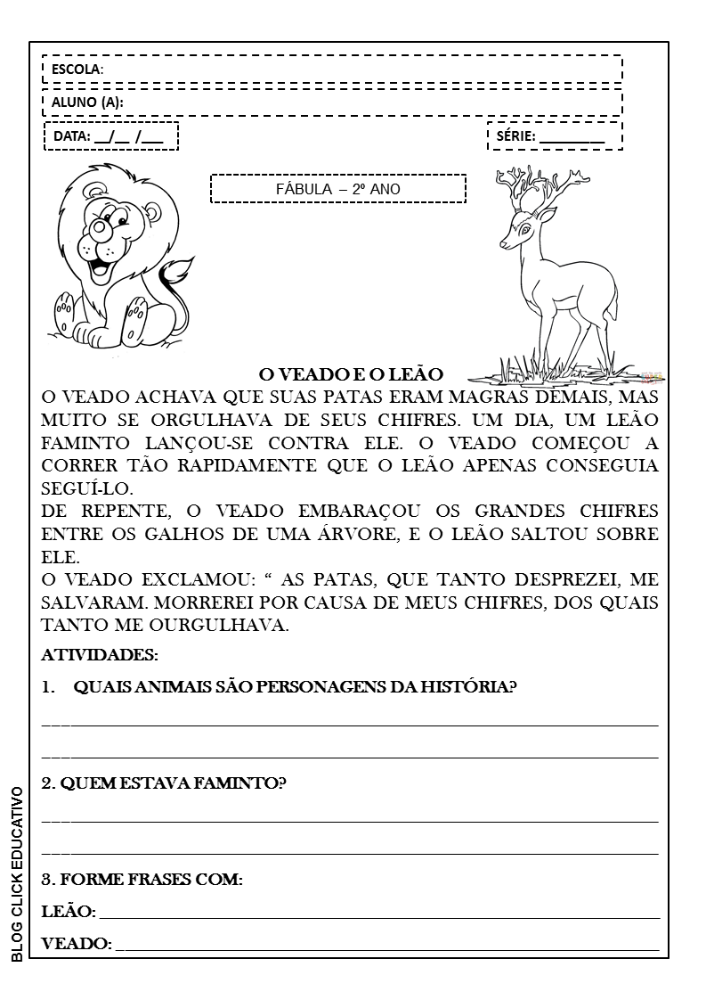 ESCOLA:
ALUNO (A):
DATA: __/__ /___
SÉRIE: _________
FÁBULA – 2º ANO
O VEADO E O LEÃO
O VEADO ACHAVA QUE SUAS PATAS ERAM MAGRAS DEMAIS, MAS
MUITO SE ORGULHAVA DE SEUS CHIFRES. UM DIA, UM LEÃO
FAMINTO LANÇOU-SE CONTRA ELE. O VEADO COMEÇOU A
CORRER TÃO RAPIDAMENTE QUE O LEÃO APENAS CONSEGUIA
SEGUÍ-LO.
DE REPENTE, O VEADO EMBARAÇOU OS GRANDES CHIFRES
ENTRE OS GALHOS DE UMA ÁRVORE, E O LEÃO SALTOU SOBRE
ELE.
O VEADO EXCLAMOU: “ AS PATAS, QUE TANTO DESPREZEI, ME
SALVARAM. MORREREI POR CAUSA DE MEUS CHIFRES, DOS QUAIS
TANTO ME OURGULHAVA.
ATIVIDADES:
1. QUAIS ANIMAIS SÃO PERSONAGENS DA HISTÓRIA?
2. QUEM ESTAVA FAMINTO?
3. FORME FRASES COM:
LEÃO: ______________________________
VEADO: ______________________________
BLOG CLICK EDUCATIVO